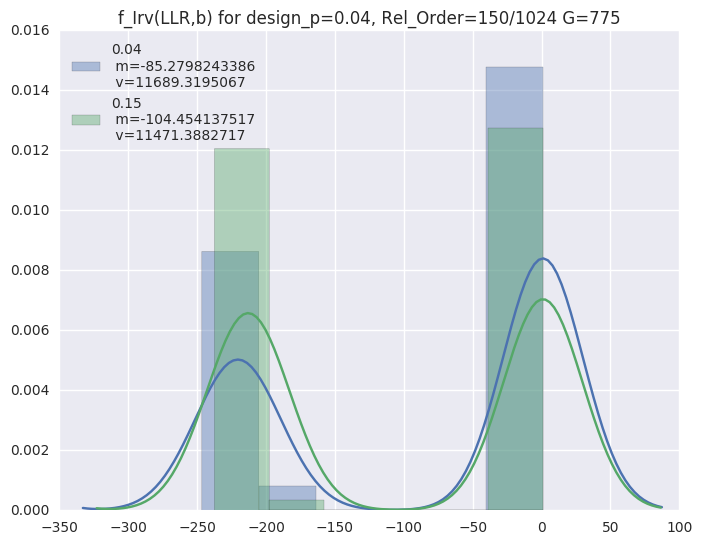 f_Irv(LLR,b) for design_p=0.04, Rel_Order=150/1024 G=775
0.04
m=-85.2798243386
v=11689.3195067
0.15
m=-104.454137517
v=11471.3882717
0.016
0.014
0.012
0.010
0.008
0.006
0.004
0.002
0.000
−350 −300 −250 −200 −150 −100 −50 0 50 100